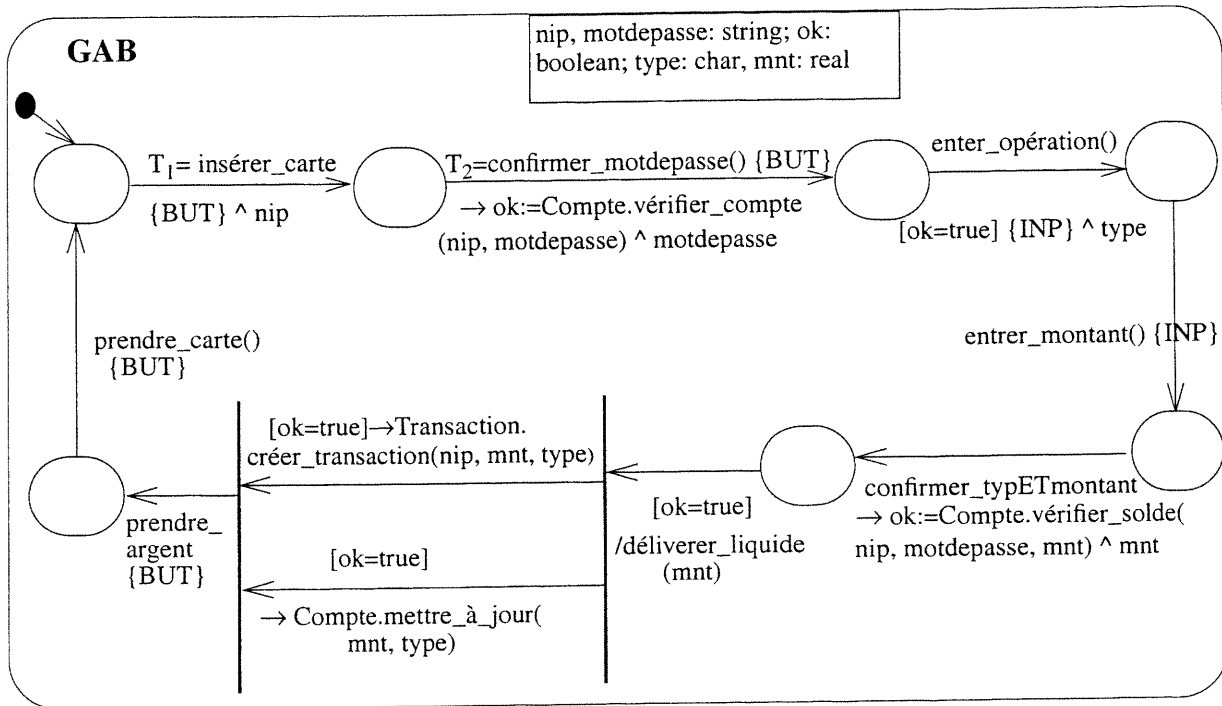 GAB
nip, motdepasse: string; ok:
boolean; type: char, mnt: real
T1= insérer_carte
{BUT} ^ nip
T2=confirmer_motdepasse() {BUT}
→ ok:=Compte.vérifier_compte
(nip, motdepasse) ^ motdepasse
enter_opération()
[ok=true] {INP} ^ type
entrer_montant() {INP}
confirmer_typETmontant
→ ok:=Compte.vérifier_solde(
nip, motdepasse, mnt) ^ mnt
[ok=true]
/déliverer_liquide
(mnt)
[ok=true]→Transaction.
créer_transaction(nip, mnt, type)
[ok=true]
→ Compte.mettre_à_jour(
mnt, type)
prendre_
argent
{BUT}
prendre_carte()
{BUT}